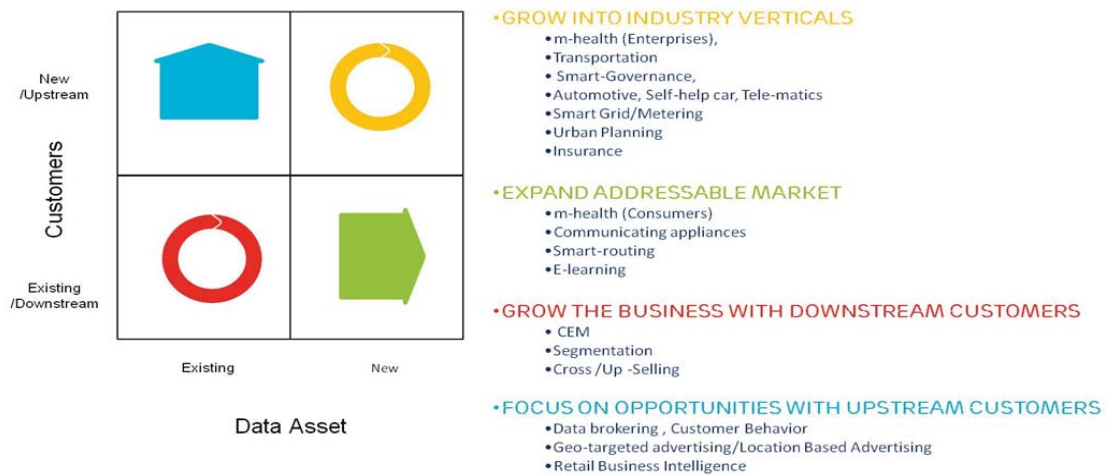 New
/Upstream
Customers
Existing
/Downstream
Existing
New
Data Asset
•GROW INTO INDUSTRY VERTICALS
•m-health (Enterprises),
•Transportation
• Smart-Governance,
•Automotive, Self-help car, Tele-matics
•Smart Grid/Metering
•Urban Planning
•Insurance
•EXPAND ADDRESSABLE MARKET
•m-health (Consumers)
•Communicating appliances
•Smart-routing
•E-learning
•GROW THE BUSINESS WITH DOWNSTREAM CUSTOMERS
• CEM
•Segmentation
•Cross /Up -Selling
•FOCUS ON OPPORTUNITIES WITH UPSTREAM CUSTOMERS
•Data brokering , Customer Behavior
•Geo-targeted advertising/Location Based Advertising
•Retail Business Intelligence